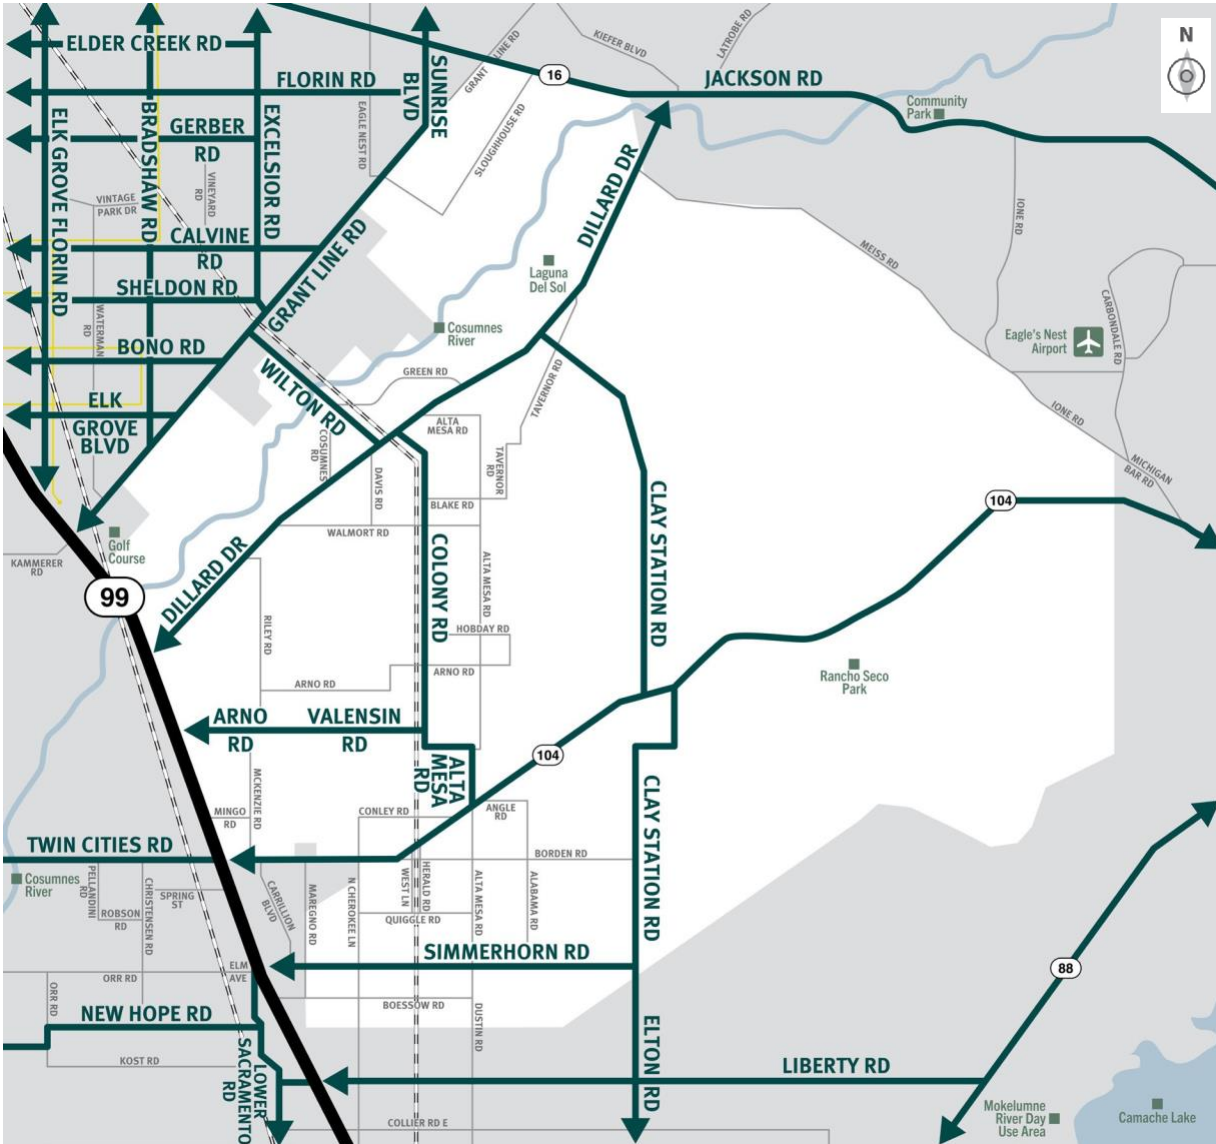 N
ELDER CREEK RD
FLORIN RD
SUNRISE
BLVD
GRANT LINE RD
KIEFER BLVD
LATROBE RD
16
JACKSON RD
Community
Park
ELK GROVE FLORIN RD
BRADSHAW RD
GERBER
RD
EXCELSIOR RD
EAGLE NEST RD
SLOUGHHOUSE RD
VINEYARD
RD
VINTAGE
PARK DR
CALVINE
RD
SHELDON RD
GRANT LINE RD
DILLARD DR
IONE RD
MEISS RD
Laguna
Del Sol
WATERMAN
RD
BONO RD
Cosumnes
River
CARBONDALE RD
Eagle's Nest
Airport
WILTON RD
GREEN RD
TAVERNOR RD
ELK
GROVE
BLVD
ALTA
MESA RD
IONE RD
COSUMNES
RD
DAVIS RD
TAVERNOR
RD
MICHIGAN
BAR RD
BLAKE RD
CLAY STATION RD
104
WALMORT RD
Golf
Course
KAMMERER
RD
DILLARD DR
COLONY RD
ALTA MESA RD
99
RILEY RD
HOBDAY RD
ARNO RD
ARNO RD
Rancho Seco
Park
ARNO
RD
VALENSIN
RD
ALTA
MESA
RD
104
MCKENZIE RD
CLAY STATION RD
MINGO
RD
CONLEY RD
ANGLE
RD
TWIN CITIES RD
BORDEN RD
Cosumnes
River
PELLANDINI
RD
CHRISTENSEN RD
SPRING
ST
ROBSON
RD
CARRILLION
BLVD
MAREGNO RD
N CHEROKEE LN
WEST LN
HERALD RD
ALTA MESA RD
ALABAMA RD
QUIGGLE RD
SIMMERHORN RD
ELM
AVE
ORR RD
ORR RD
88
BOESSOW RD
NEW HOPE RD
DUSTIN RD
ELTON RD
KOST RD
LOWER
SACRAMENTO
RD
LIBERTY RD
COLLIER RD E
Mokelumne
River Day
Use Area
Camache Lake